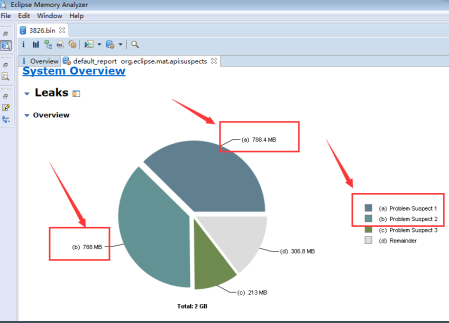 Eclipse Memory Analyzer
File Edit Window Help
3826.bin
Overview default_report org.eclipse.mat.api:suspects
System Overview
Leaks
Overview
(a) 788.4 MB
(b) 788 MB
(d) 306.8 MB
(c) 213 MB
Total: 2 GB
(a) Problem Suspect 1
(b) Problem Suspect 2
(c) Problem Suspect 3
(d) Remainder